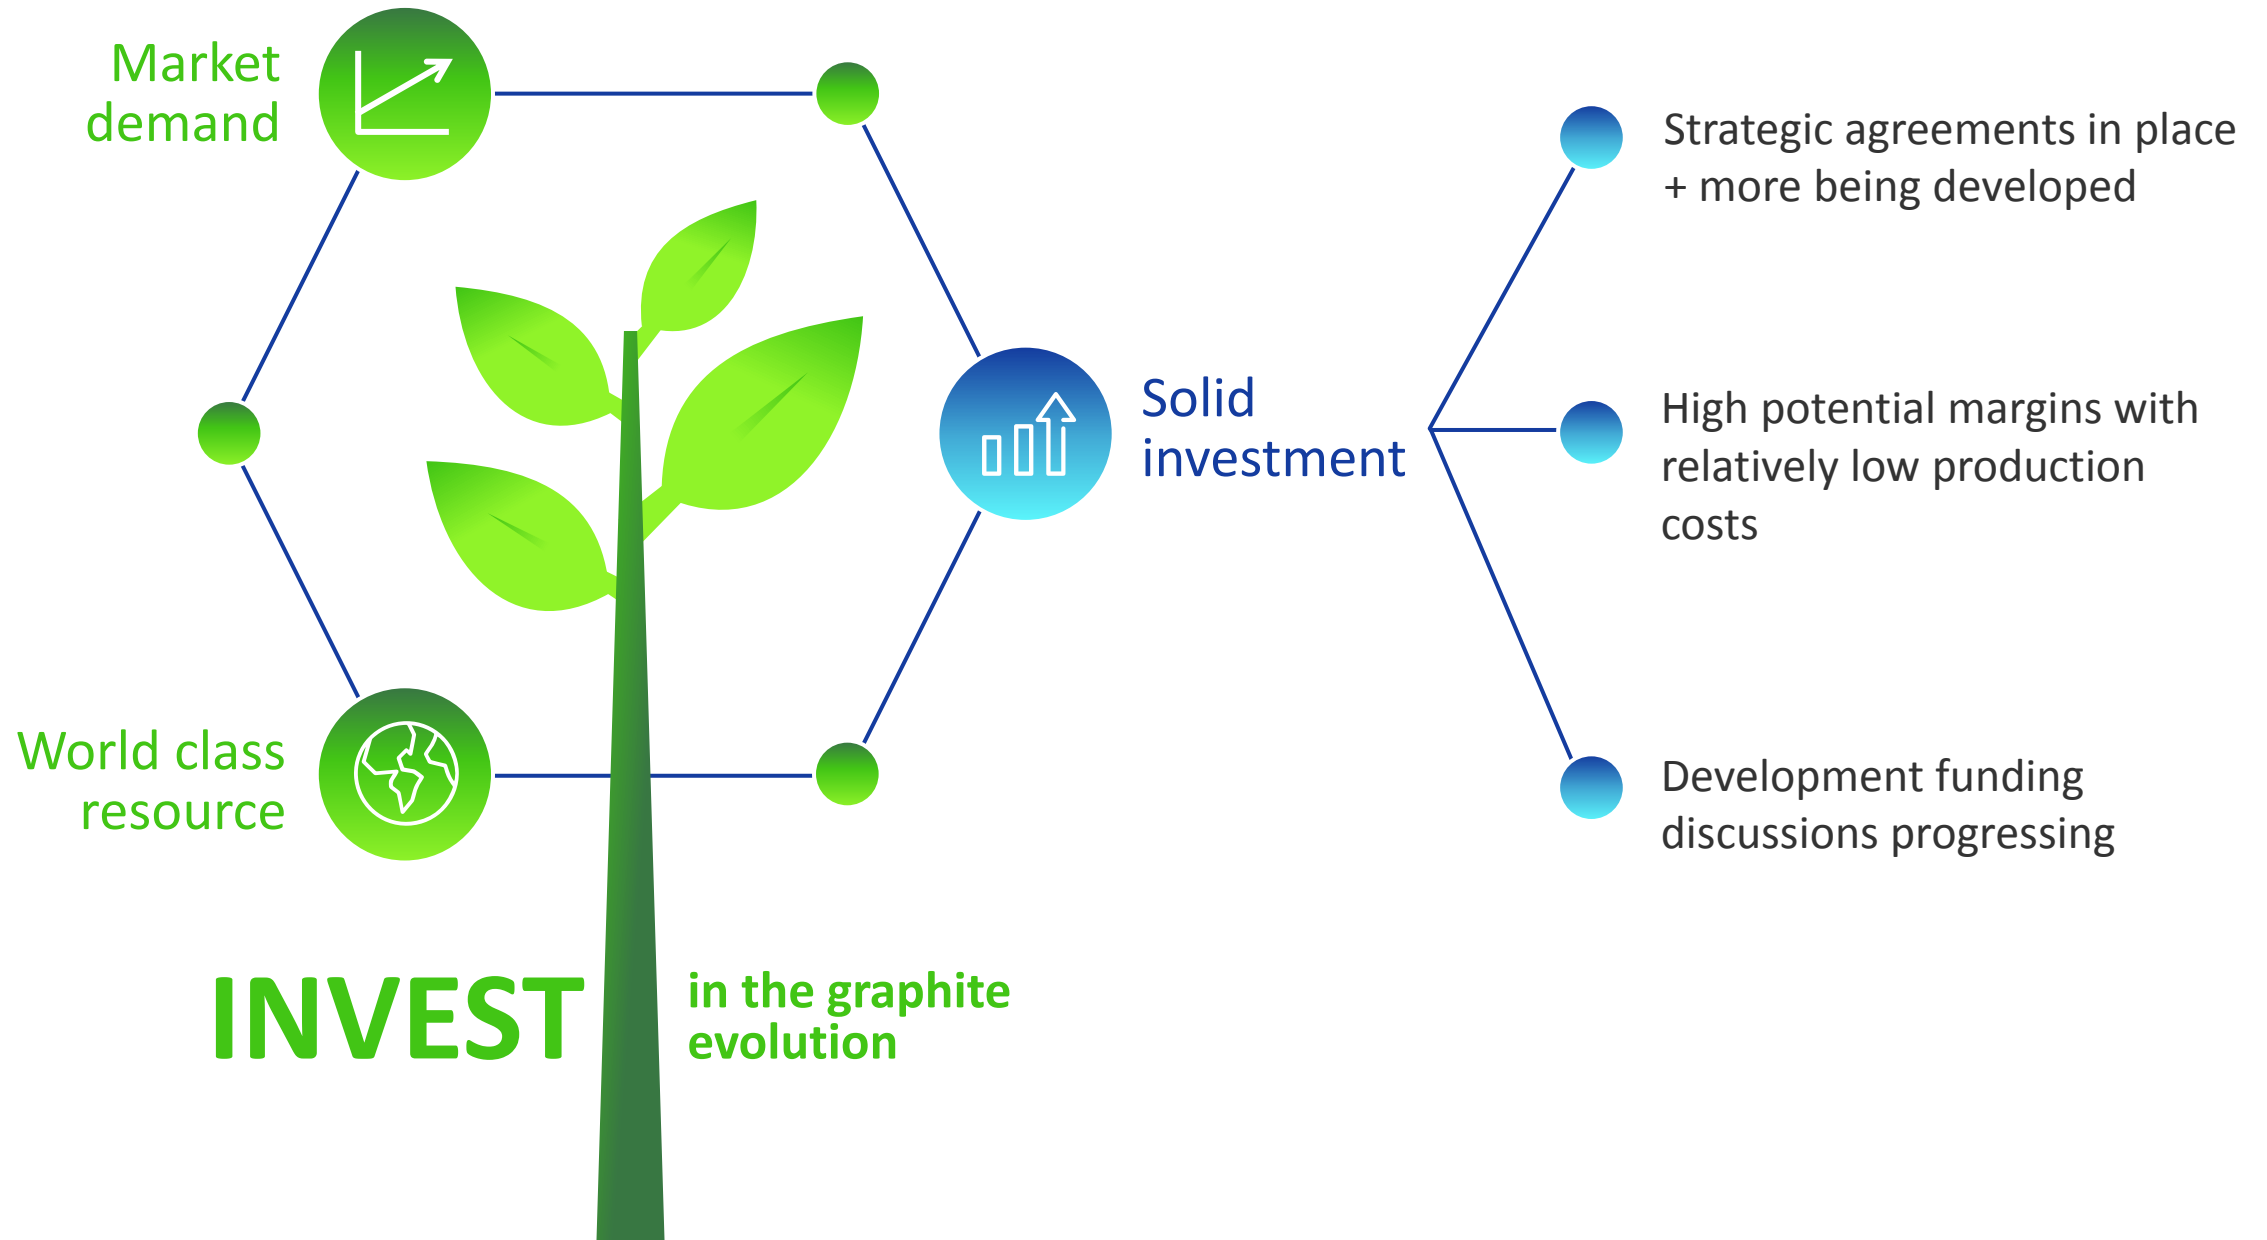 Market
demand
World class
resource
Solid
investment
Strategic agreements in place
+ more being developed
High potential margins with
relatively low production
costs
Development funding
discussions progressing
INVEST
in the graphite
evolution